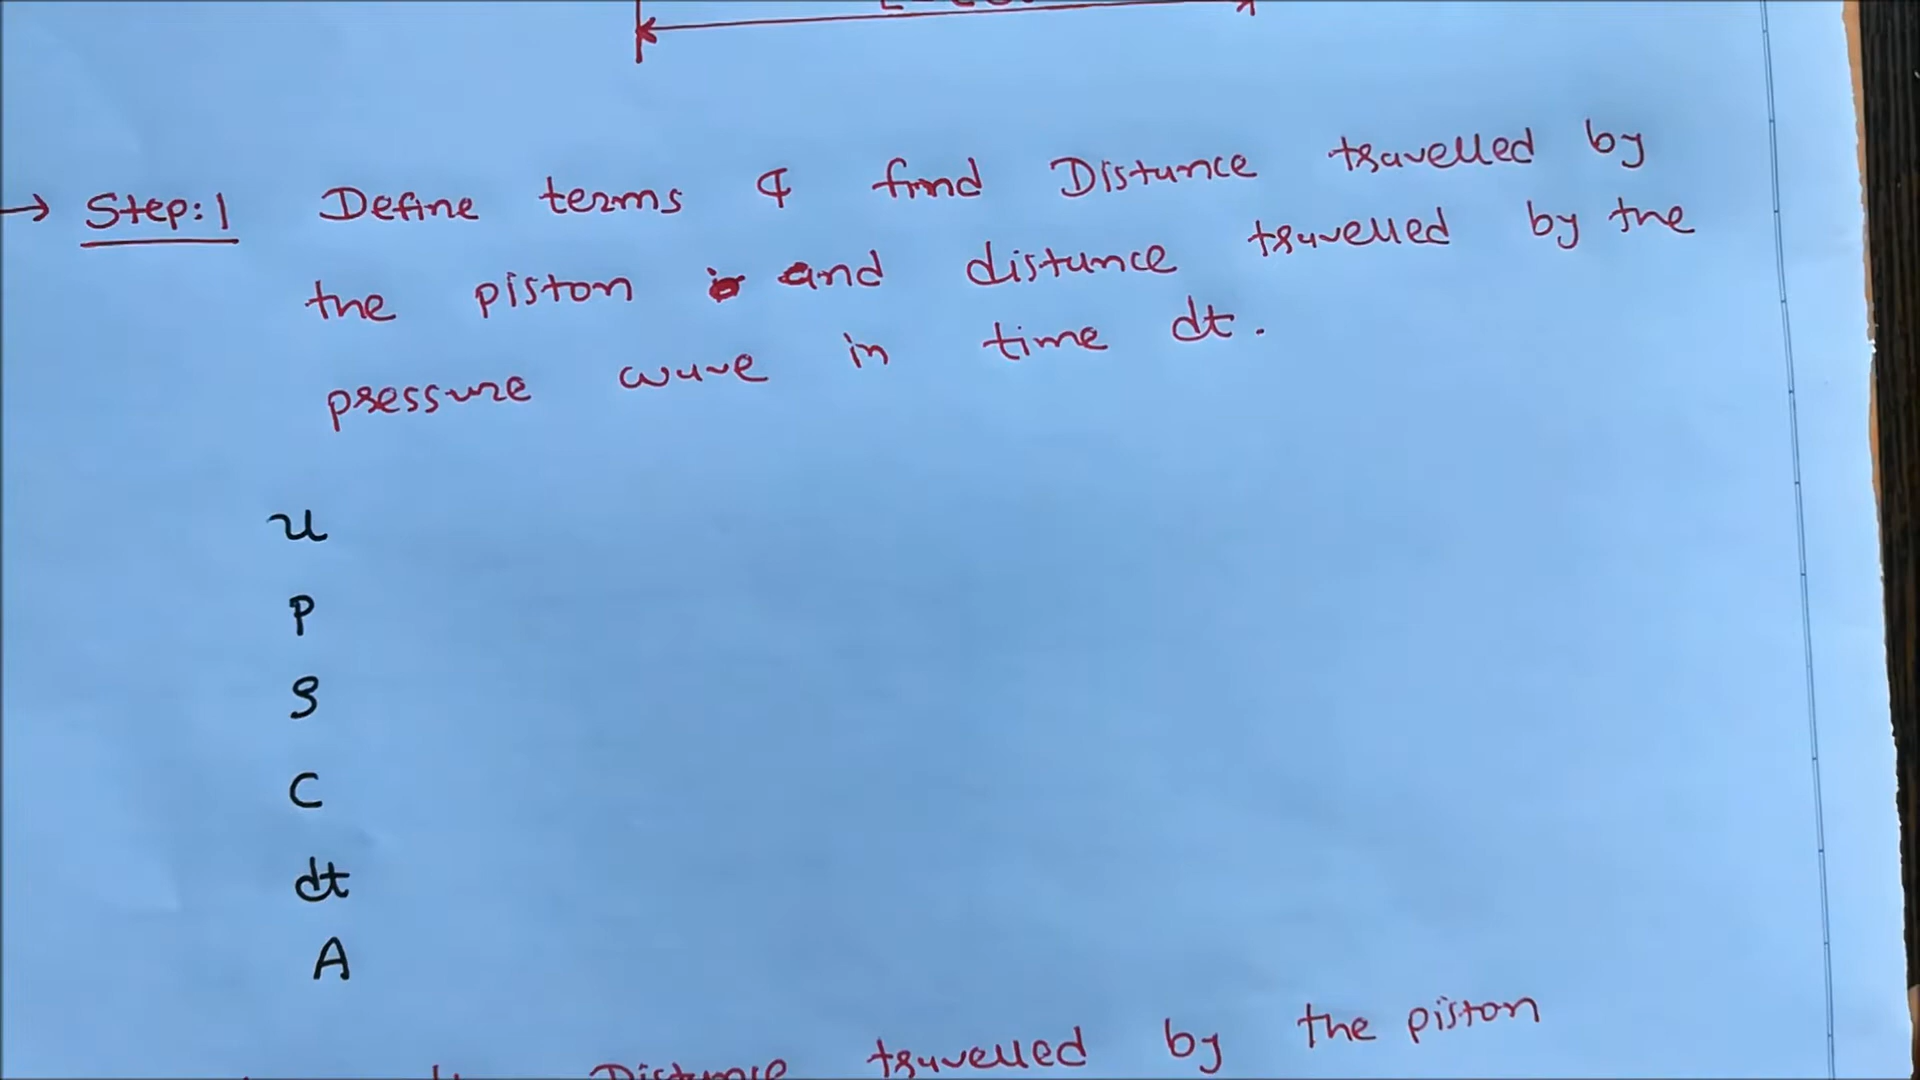 → Step:1 Define terms & find Distance travelled by
the piston and distance travelled by the
pressure wave in time dt.
u
P
ρ
C
dt
A
Distance travelled by the piston